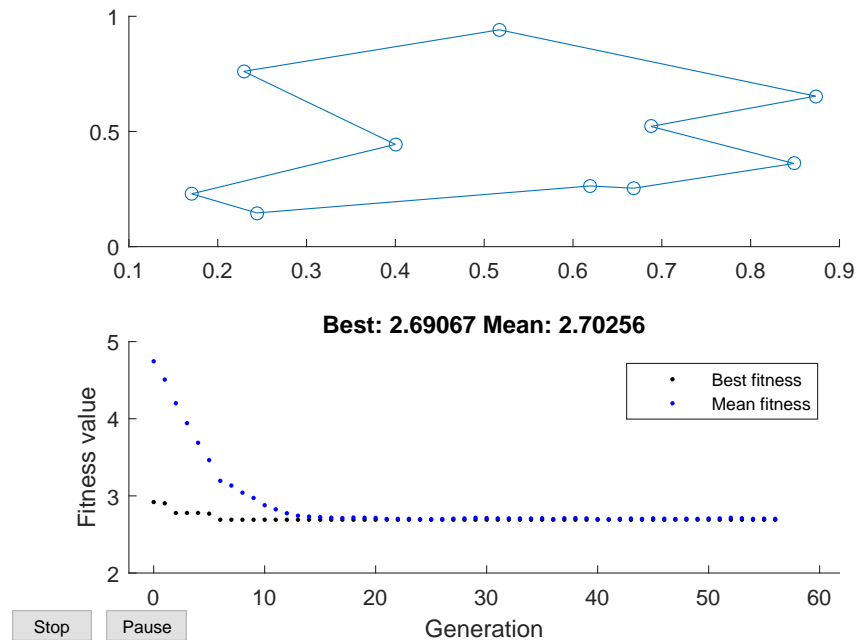 1
0.5
0
0.1 0.2 0.3 0.4 0.5 0.6 0.7 0.8 0.9
Best: 2.69067 Mean: 2.70256
5
4
3
2
Fitness value
Best fitness
Mean fitness
0 10 20 30 40 50 60
Generation
Stop
Pause